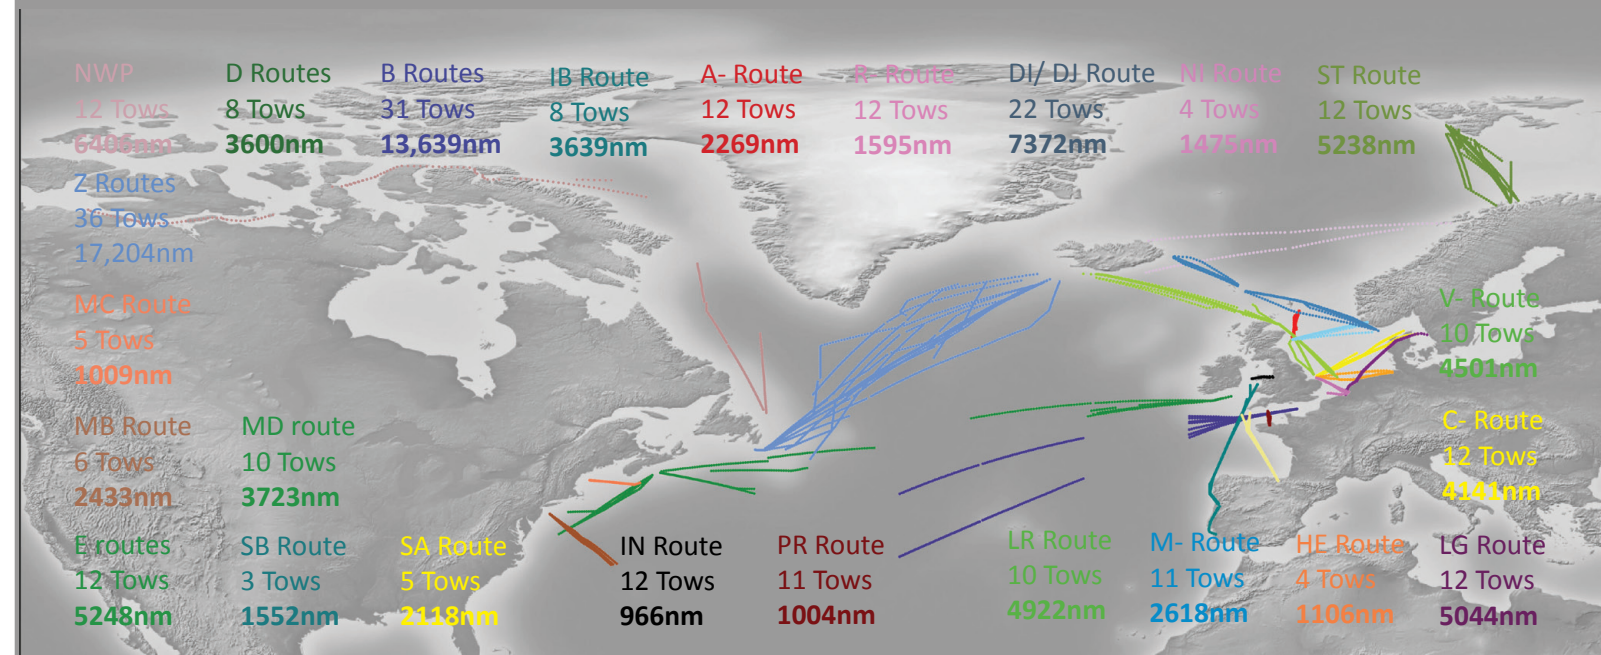 NWP
12 Tows
6406nm
D Routes
8 Tows
3600nm
B Routes
31 Tows
13,639nm
IB Route
8 Tows
3639nm
A- Route
12 Tows
2269nm
R- Route
12 Tows
1595nm
DI/ DJ Route
22 Tows
7372nm
NI Route
4 Tows
1475nm
ST Route
12 Tows
5238nm
Z Routes
36 Tows
17,204nm
MC Route
5 Tows
1009nm
V- Route
10 Tows
4501nm
MB Route
6 Tows
2433nm
MD route
10 Tows
3723nm
C- Route
12 Tows
4141nm
E routes
12 Tows
5248nm
SB Route
3 Tows
1552nm
SA Route
5 Tows
2118nm
IN Route
12 Tows
966nm
PR Route
11 Tows
1004nm
LR Route
10 Tows
4922nm
M- Route
11 Tows
2618nm
HE Route
4 Tows
1106nm
LG Route
12 Tows
5044nm